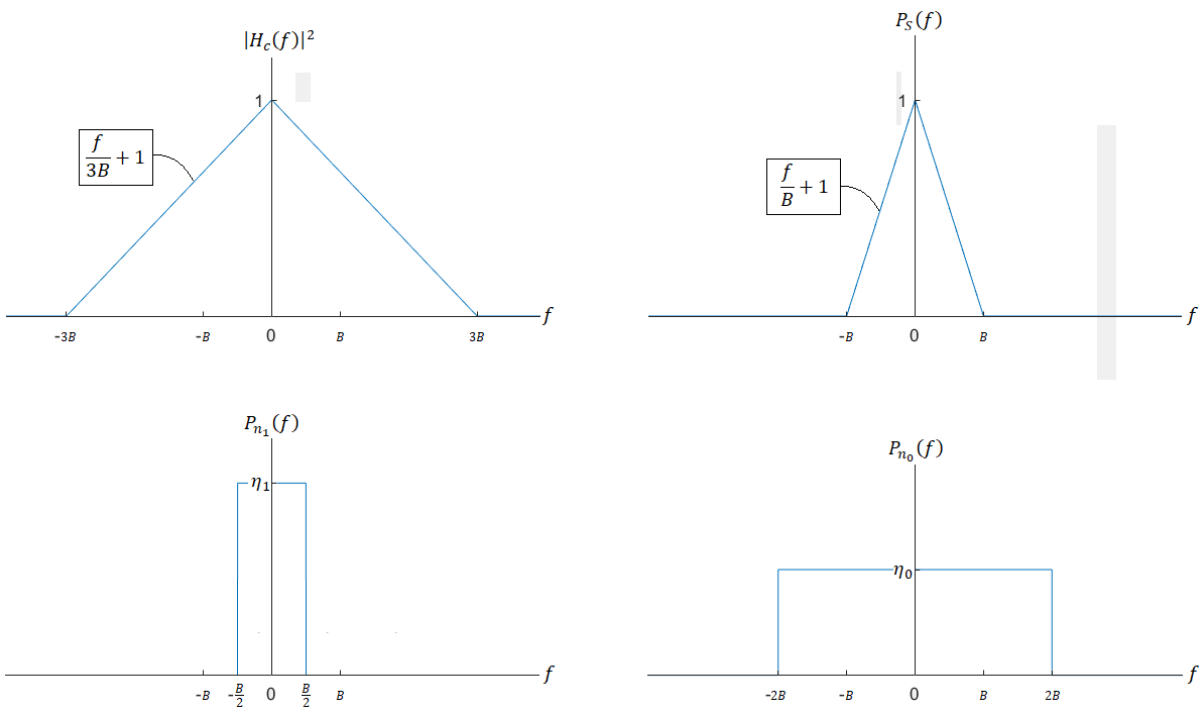 |H_c(f)|²
1
f/3B + 1
f
-3B -B 0 B 3B
P_S(f)
1
f/B + 1
f
-B 0 B
P_{n_1}(f)
η_1
f
-B -B/2 0 B/2 B
P_{n_0}(f)
η_0
f
-2B -B 0 B 2B